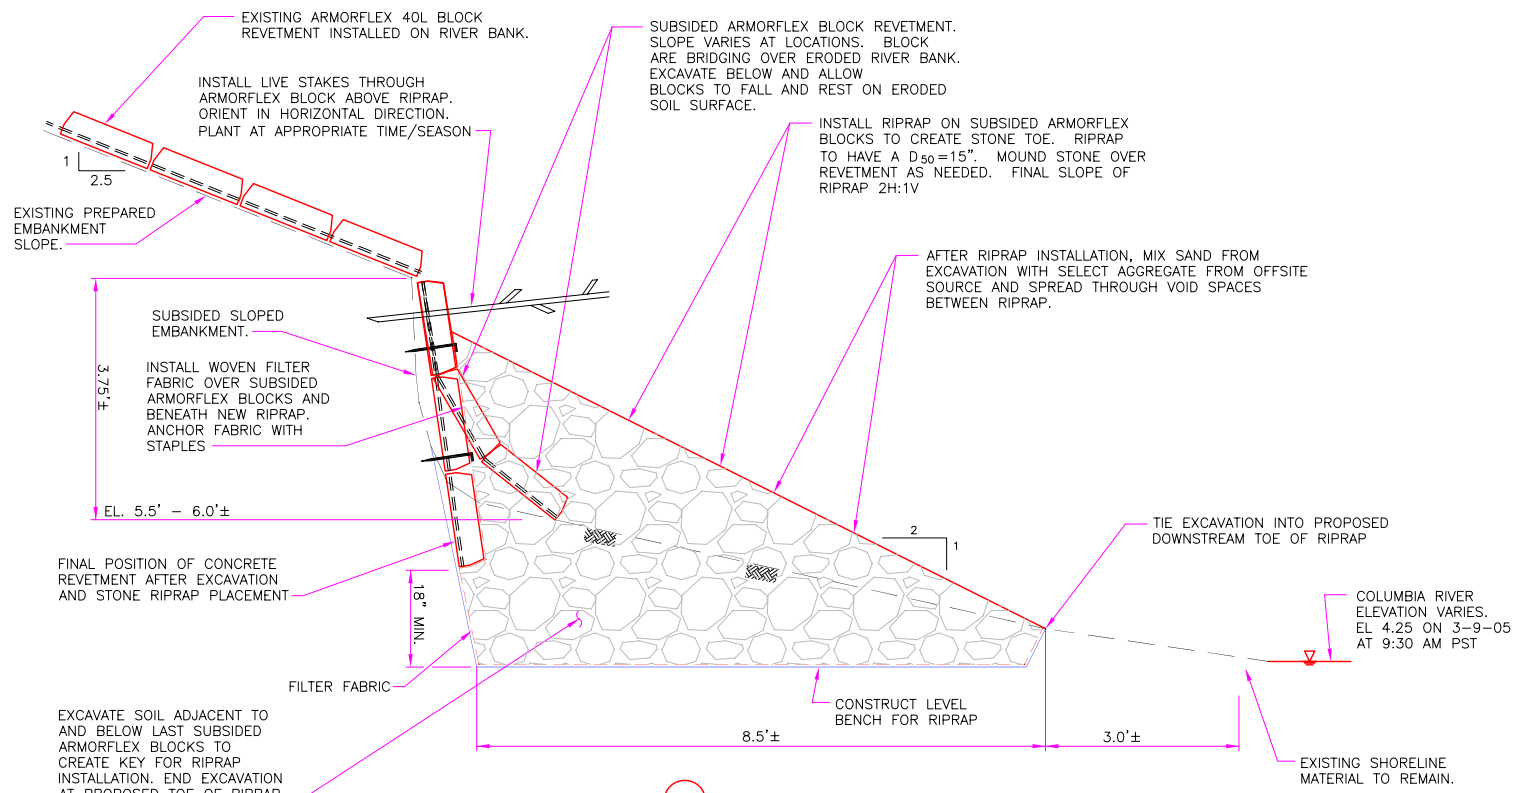 EXISTING ARMORFLEX 40L BLOCK
REVETMENT INSTALLED ON RIVER BANK.
SUBSIDED ARMORFLEX BLOCK REVETMENT.
SLOPE VARIES AT LOCATIONS. BLOCK
ARE BRIDGING OVER ERODED RIVER BANK.
EXCAVATE BELOW AND ALLOW
BLOCKS TO FALL AND REST ON ERODED
SOIL SURFACE.
INSTALL LIVE STAKES THROUGH
ARMORFLEX BLOCK ABOVE RIPRAP.
ORIENT IN HORIZONTAL DIRECTION.
PLANT AT APPROPRIATE TIME/SEASON
INSTALL RIPRAP ON SUBSIDED ARMORFLEX
BLOCKS TO CREATE STONE TOE. RIPRAP
TO HAVE A D50=15". MOUND STONE OVER
REVETMENT AS NEEDED. FINAL SLOPE OF
RIPRAP 2H:1V
1
2.5
EXISTING PREPARED
EMBANKMENT
SLOPE.
AFTER RIPRAP INSTALLATION, MIX SAND FROM
EXCAVATION WITH SELECT AGGREGATE FROM OFFSITE
SOURCE AND SPREAD THROUGH VOID SPACES
BETWEEN RIPRAP.
SUBSIDED SLOPED
EMBANKMENT.
3.75'±
INSTALL WOVEN FILTER
FABRIC OVER SUBSIDED
ARMORFLEX BLOCKS AND
BENEATH NEW RIPRAP.
ANCHOR FABRIC WITH
STAPLES
EL. 5.5' - 6.0'±
2
1
TIE EXCAVATION INTO PROPOSED
DOWNSTREAM TOE OF RIPRAP
FINAL POSITION OF CONCRETE
REVETMENT AFTER EXCAVATION
AND STONE RIPRAP PLACEMENT
18" MIN.
COLUMBIA RIVER
ELEVATION VARIES.
EL 4.25 ON 3-9-05
AT 9:30 AM PST
FILTER FABRIC
CONSTRUCT LEVEL
BENCH FOR RIPRAP
8.5'±
3.0'±
EXISTING SHORELINE
MATERIAL TO REMAIN.
EXCAVATE SOIL ADJACENT TO
AND BELOW LAST SUBSIDED
ARMORFLEX BLOCKS TO
CREATE KEY FOR RIPRAP
INSTALLATION. END EXCAVATION
AT PROPOSED TOE OF RIPRAP